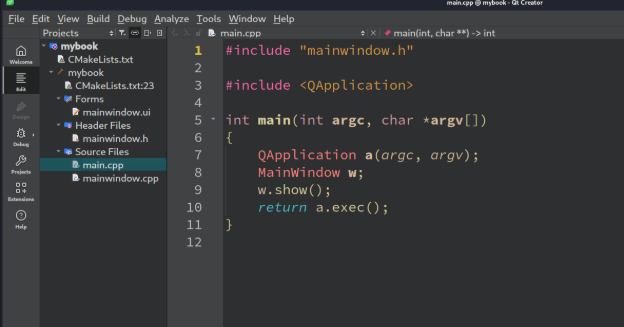 main.cpp @ mybook - Qt Creator
File Edit View Build Debug Analyze Tools Window Help
Projects
main.cpp
main(int, char **) -> int
Welcome
Edit
Design
Debug
Projects
Extensions
Help
mybook
CMakeLists.txt
mybook
CMakeLists.txt:23
Forms
mainwindow.ui
Header Files
mainwindow.h
Source Files
main.cpp
mainwindow.cpp
1 #include "mainwindow.h"
2
3 #include <QApplication>
4
5 int main(int argc, char *argv[])
6 {
7 QApplication a(argc, argv);
8 MainWindow w;
9 w.show();
10 return a.exec();
11 }
12